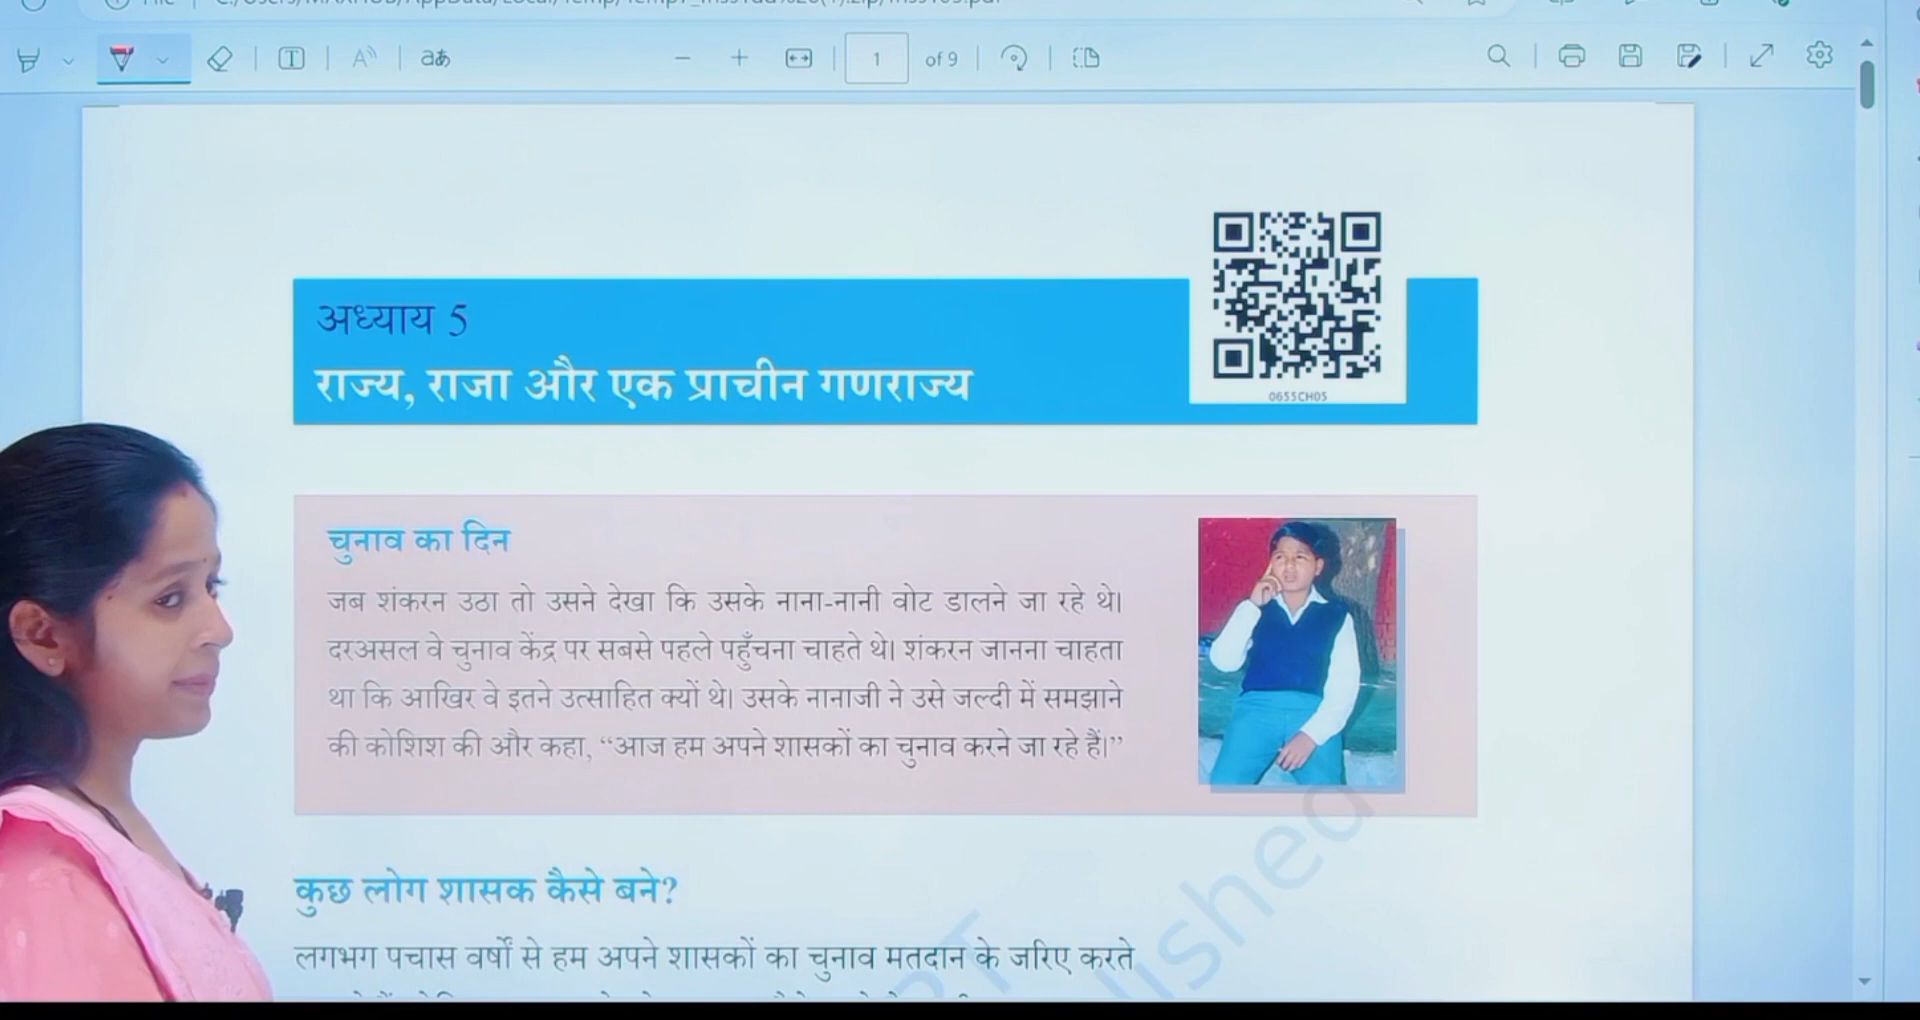 1
of 9
अध्याय 5
राज्य, राजा और एक प्राचीन गणराज्य
0655CH05
चुनाव का दिन
जब शंकरन उठा तो उसने देखा कि उसके नाना-नानी वोट डालने जा रहे थे।
दरअसल वे चुनाव केंद्र पर सबसे पहले पहुँचना चाहते थे। शंकरन जानना चाहता
था कि आखिर वे इतने उत्साहित क्यों थे। उसके नानाजी ने उसे जल्दी में समझाने
की कोशिश की और कहा, “आज हम अपने शासकों का चुनाव करने जा रहे हैं।”
कुछ लोग शासक कैसे बने?
लगभग पचास वर्षों से हम अपने शासकों का चुनाव मतदान के जरिए करते